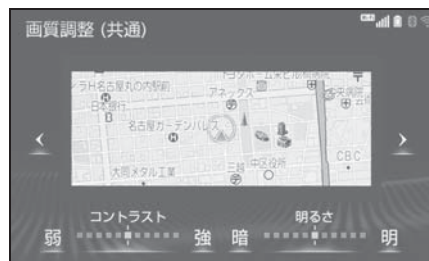 画質調整 (共通)
アネックス
日本銀行
名古屋ガーデンパレス
大同メタル工業
三越
中区役所
CBC
コントラスト
明るさ
弱
強
暗
明